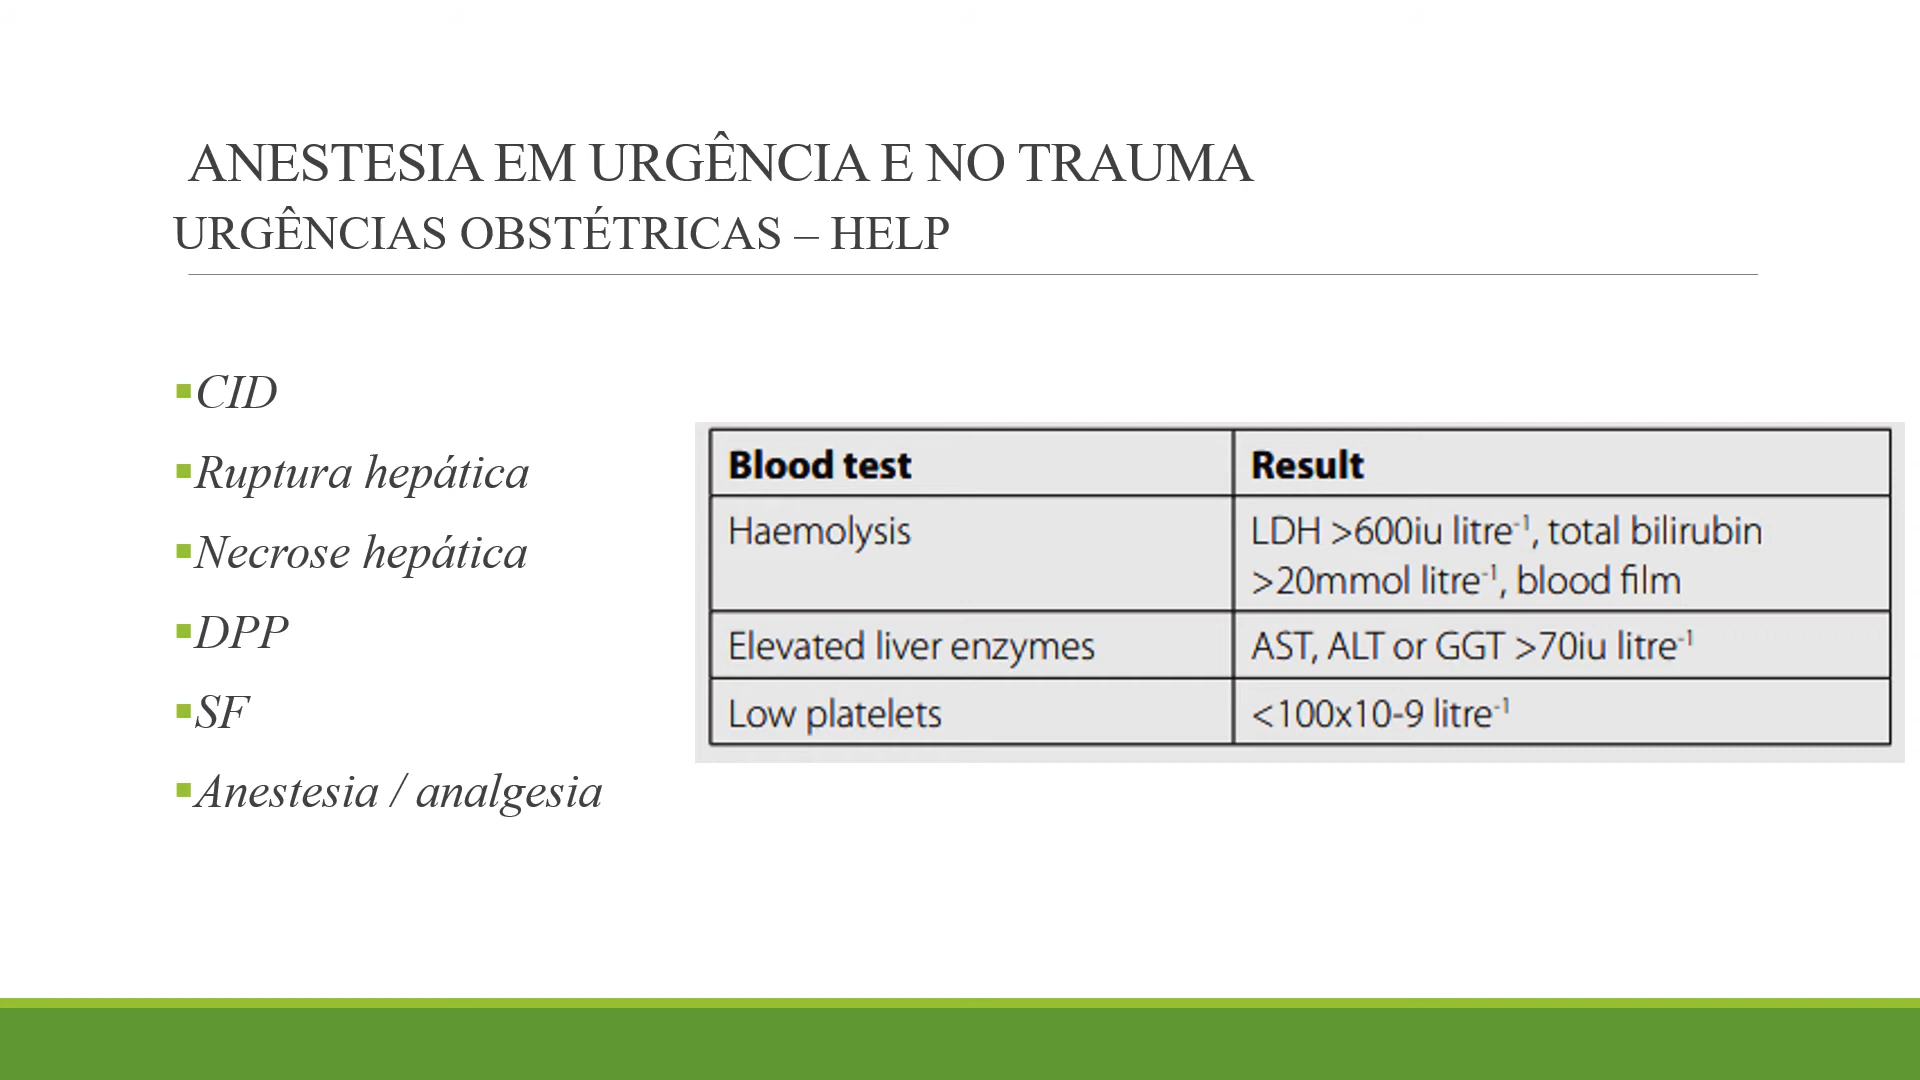 ANESTESIA EM URGÊNCIA E NO TRAUMA
URGÊNCIAS OBSTÉTRICAS – HELP
▪CID
▪Ruptura hepática
▪Necrose hepática
▪DPP
▪SF
▪Anestesia / analgesia
Blood test Result
Haemolysis LDH >600iu litre⁻¹, total bilirubin
>20mmol litre⁻¹, blood film
Elevated liver enzymes AST, ALT or GGT >70iu litre⁻¹
Low platelets <100x10-9 litre⁻¹